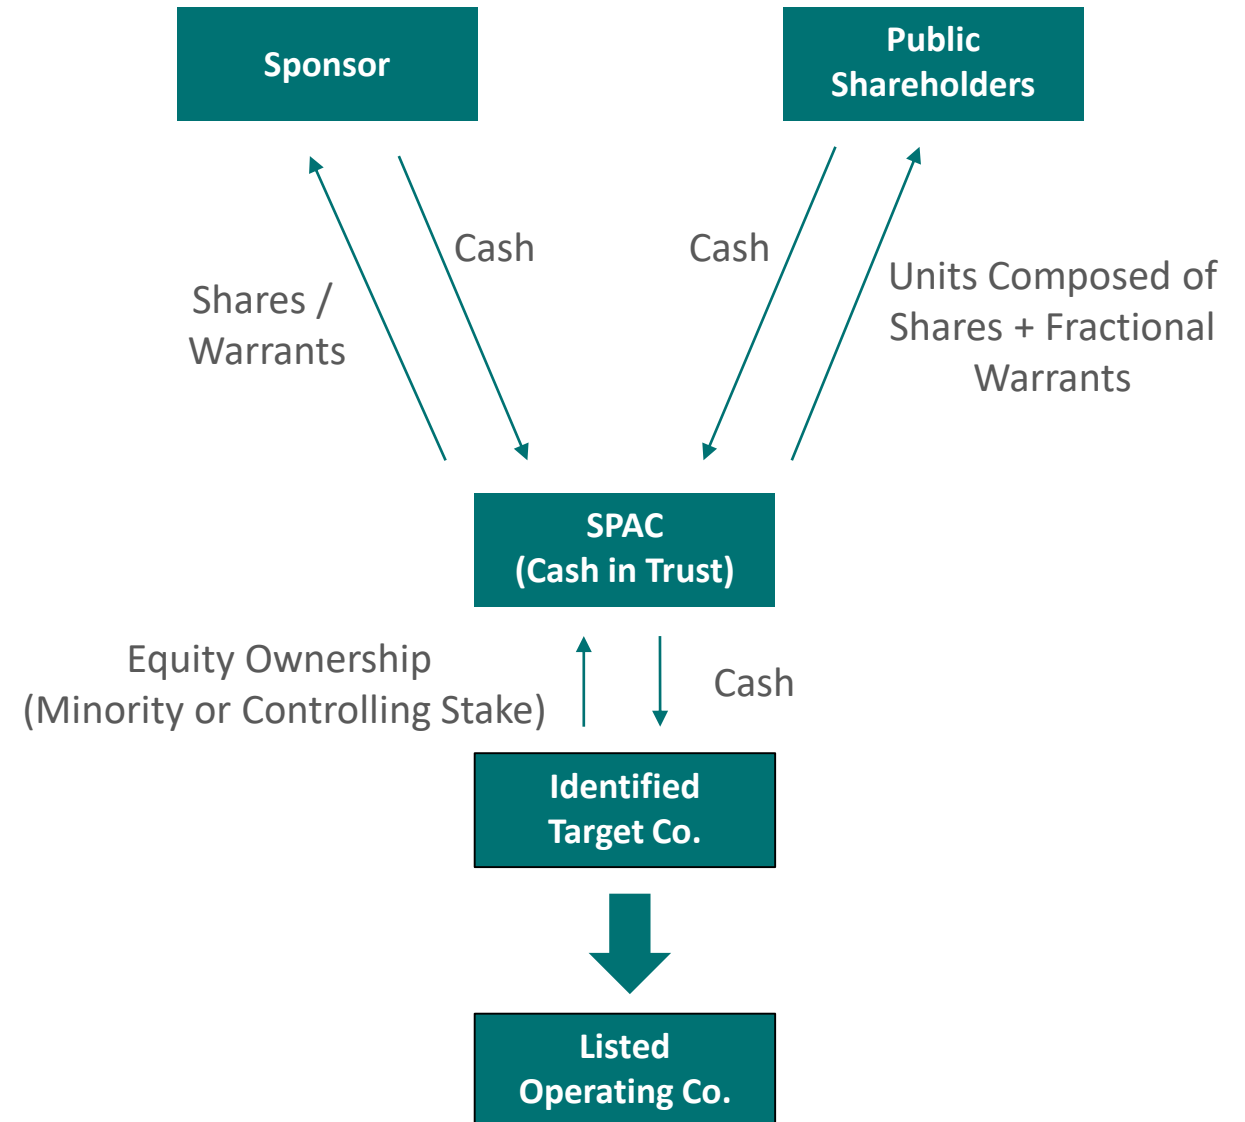 Sponsor
Public
Shareholders
Cash
Cash
Shares /
Warrants
Units Composed of
Shares + Fractional
Warrants
SPAC
(Cash in Trust)
Equity Ownership
(Minority or Controlling Stake)
Cash
Identified
Target Co.
Listed
Operating Co.